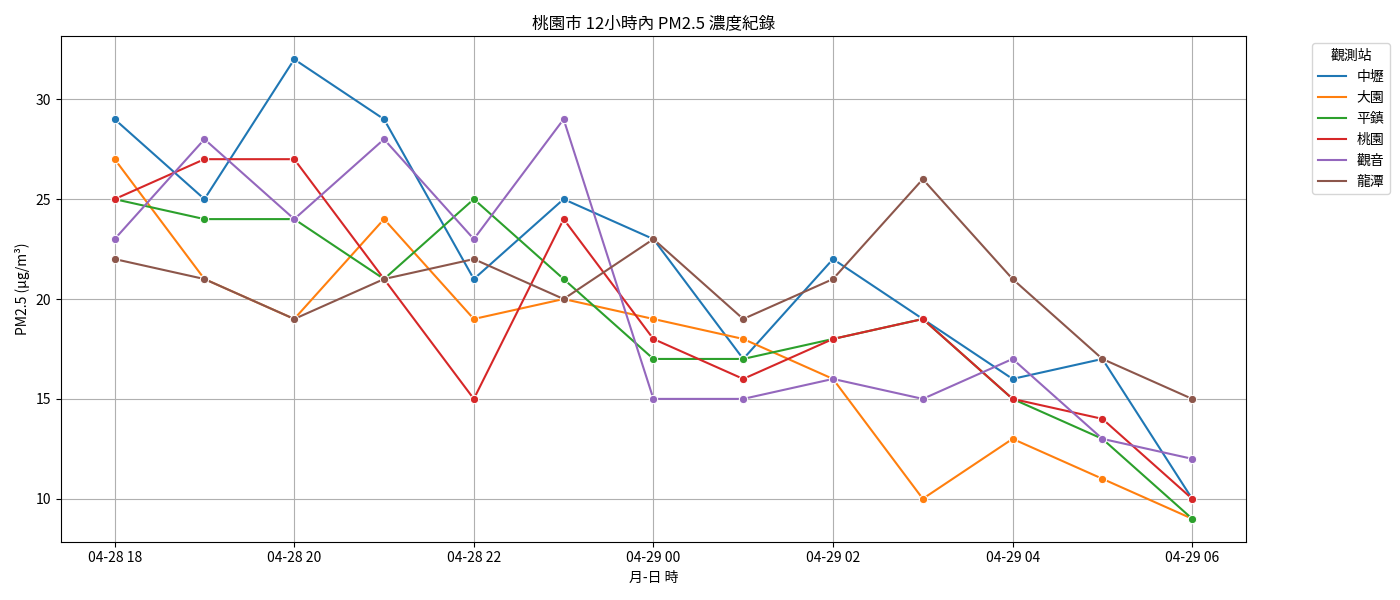 桃園市 12小時內 PM2.5 濃度紀錄
觀測站
中壢
大園
平鎮
桃園
觀音
龍潭
PM2.5 (μg/m³)
30
25
20
15
10
04-28 18
04-28 20
04-28 22
04-29 00
04-29 02
04-29 04
04-29 06
月-日 時